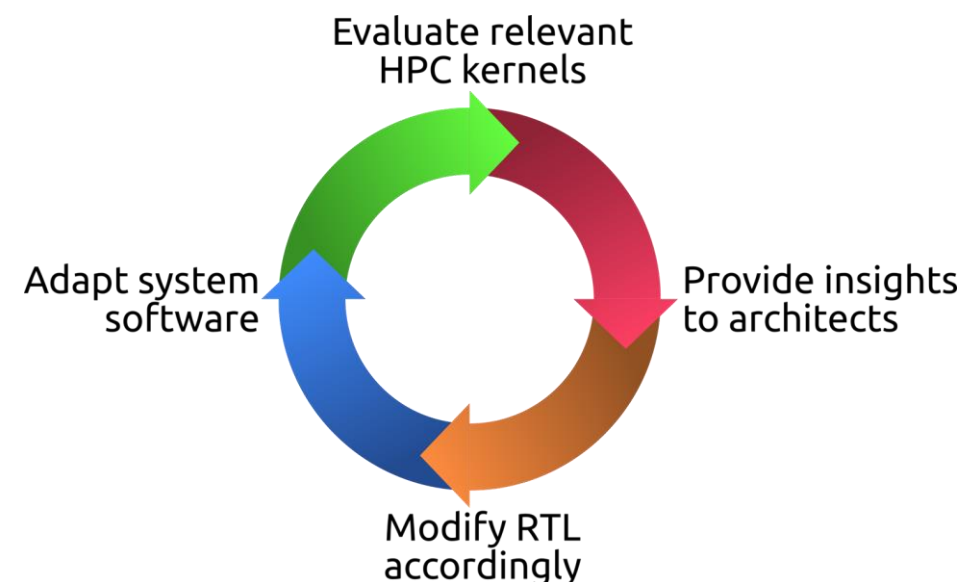 Evaluate relevant
HPC kernels
Provide insights
to architects
Modify RTL
accordingly
Adapt system
software